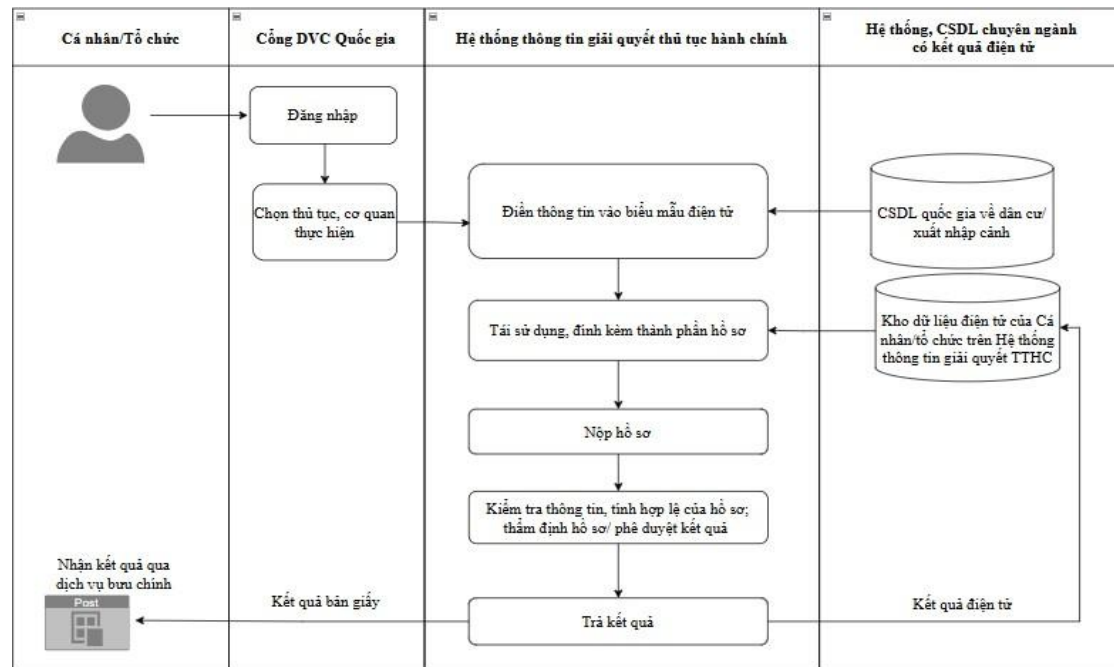 Cá nhân/Tổ chức
Cổng DVC Quốc gia
Hệ thống thông tin giải quyết thủ tục hành chính
Hệ thống, CSDL chuyên ngành
có kết quả điện tử
Đăng nhập
Chọn thủ tục, cơ quan
thực hiện
Điền thông tin vào biểu mẫu điện tử
CSDL quốc gia về dân cư/
xuất nhập cảnh
Tái sử dụng, đính kèm thành phần hồ sơ
Kho dữ liệu điện tử của Cá
nhân/tổ chức trên Hệ thống
thông tin giải quyết TTHC
Nộp hồ sơ
Kiểm tra thông tin, tính hợp lệ của hồ sơ;
thẩm định hồ sơ/ phê duyệt kết quả
Nhận kết quả qua
dịch vụ bưu chính
Post
Kết quả bản giấy
Trả kết quả
Kết quả điện tử